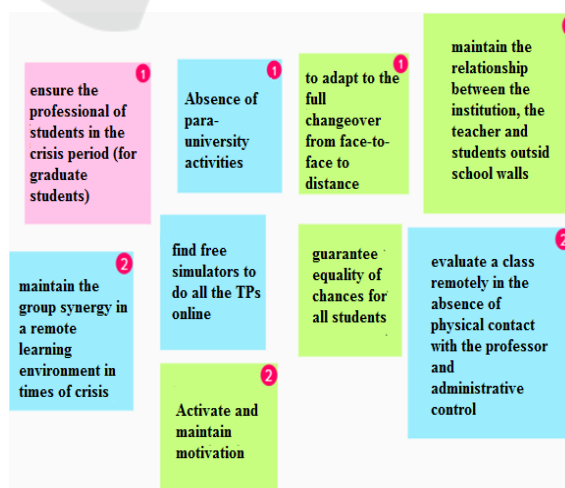 1
ensure the
professional of
students in the
crisis period (for
graduate
students)
1
Absence of
para-
university
activities
1
to adapt to the
full
changeover
from face-to-
face to
distance
maintain the
relationship
between the
institution, the
teacher and
students outsid
school walls
2
maintain the
group synergy in
a remote
learning
environment in
times of crisis
find free
simulators to
do all the TPs
online
guarantee
equality of
chances for
all students
2
evaluate a class
remotely in the
absence of
physical contact
with the professor
and
administrative
control
2
Activate and
maintain
motivation